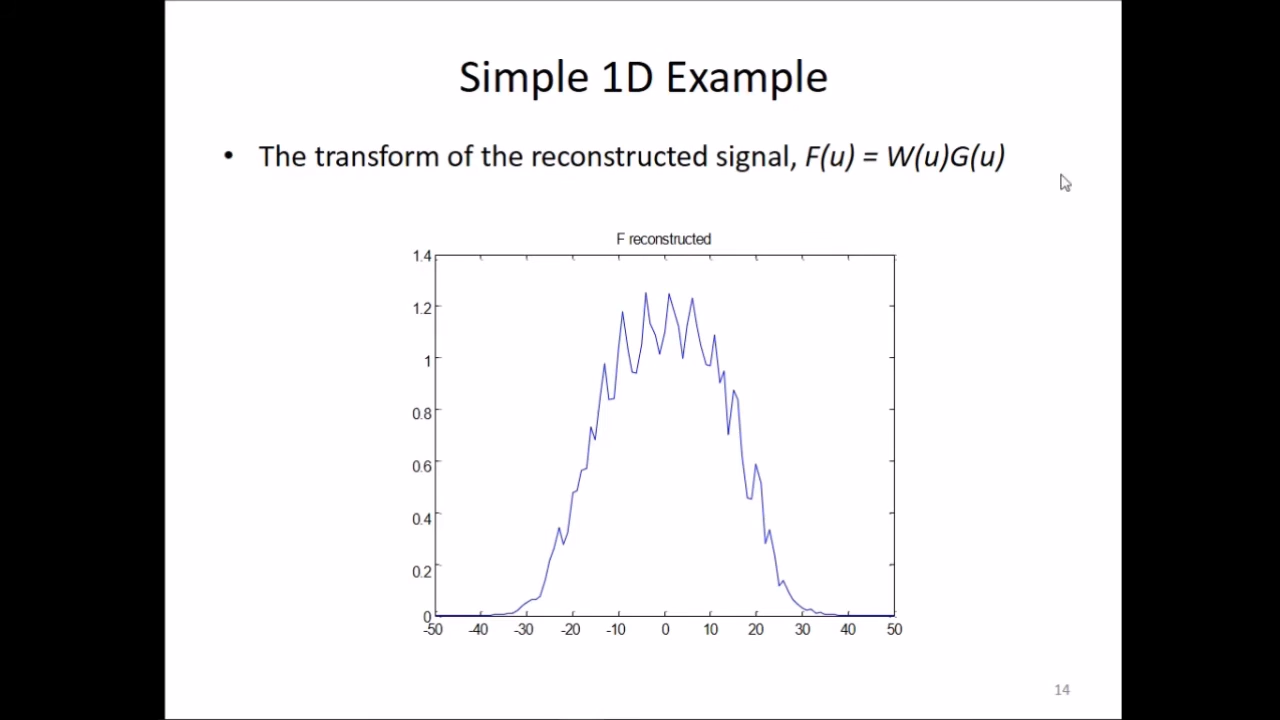 Simple 1D Example
• The transform of the reconstructed signal, F(u) = W(u)G(u)
F reconstructed
1.4
1.2
1
0.8
0.6
0.4
0.2
0
-50 -40 -30 -20 -10 0 10 20 30 40 50
14